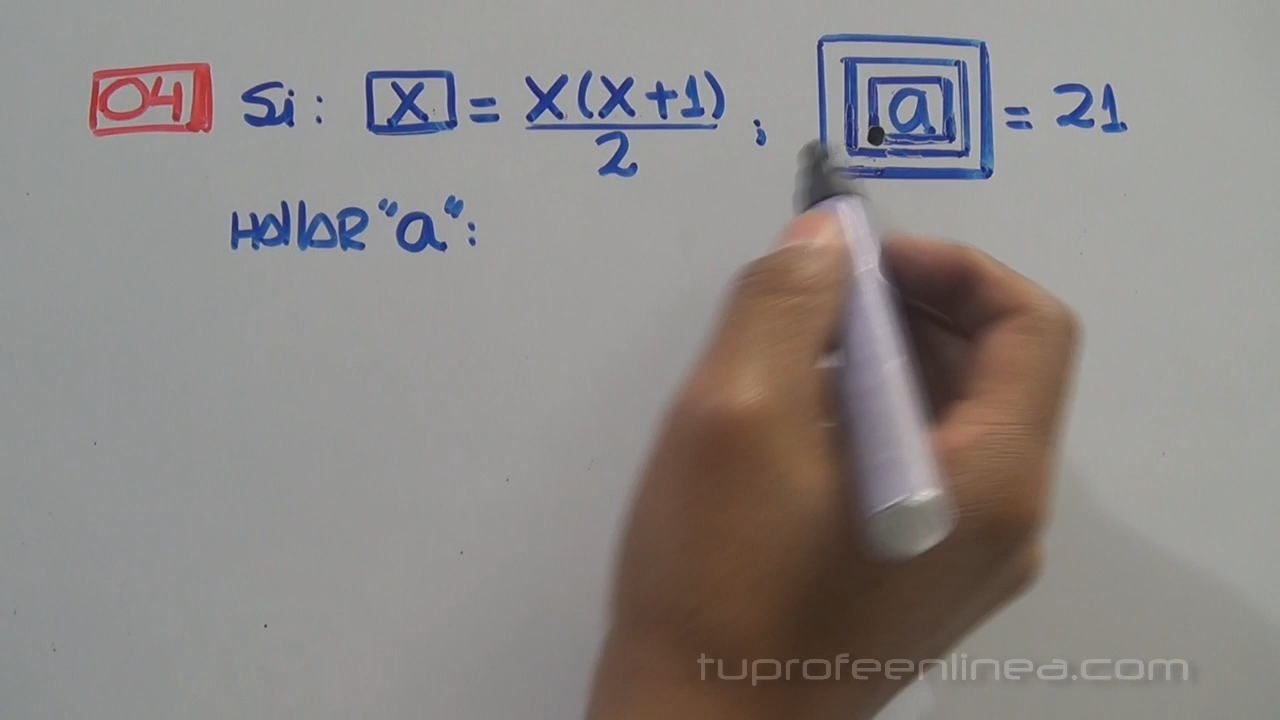 04 Si: X = X(X+1)/2 ; a = 21
HallaR "a":
tuprofeenlinea.com